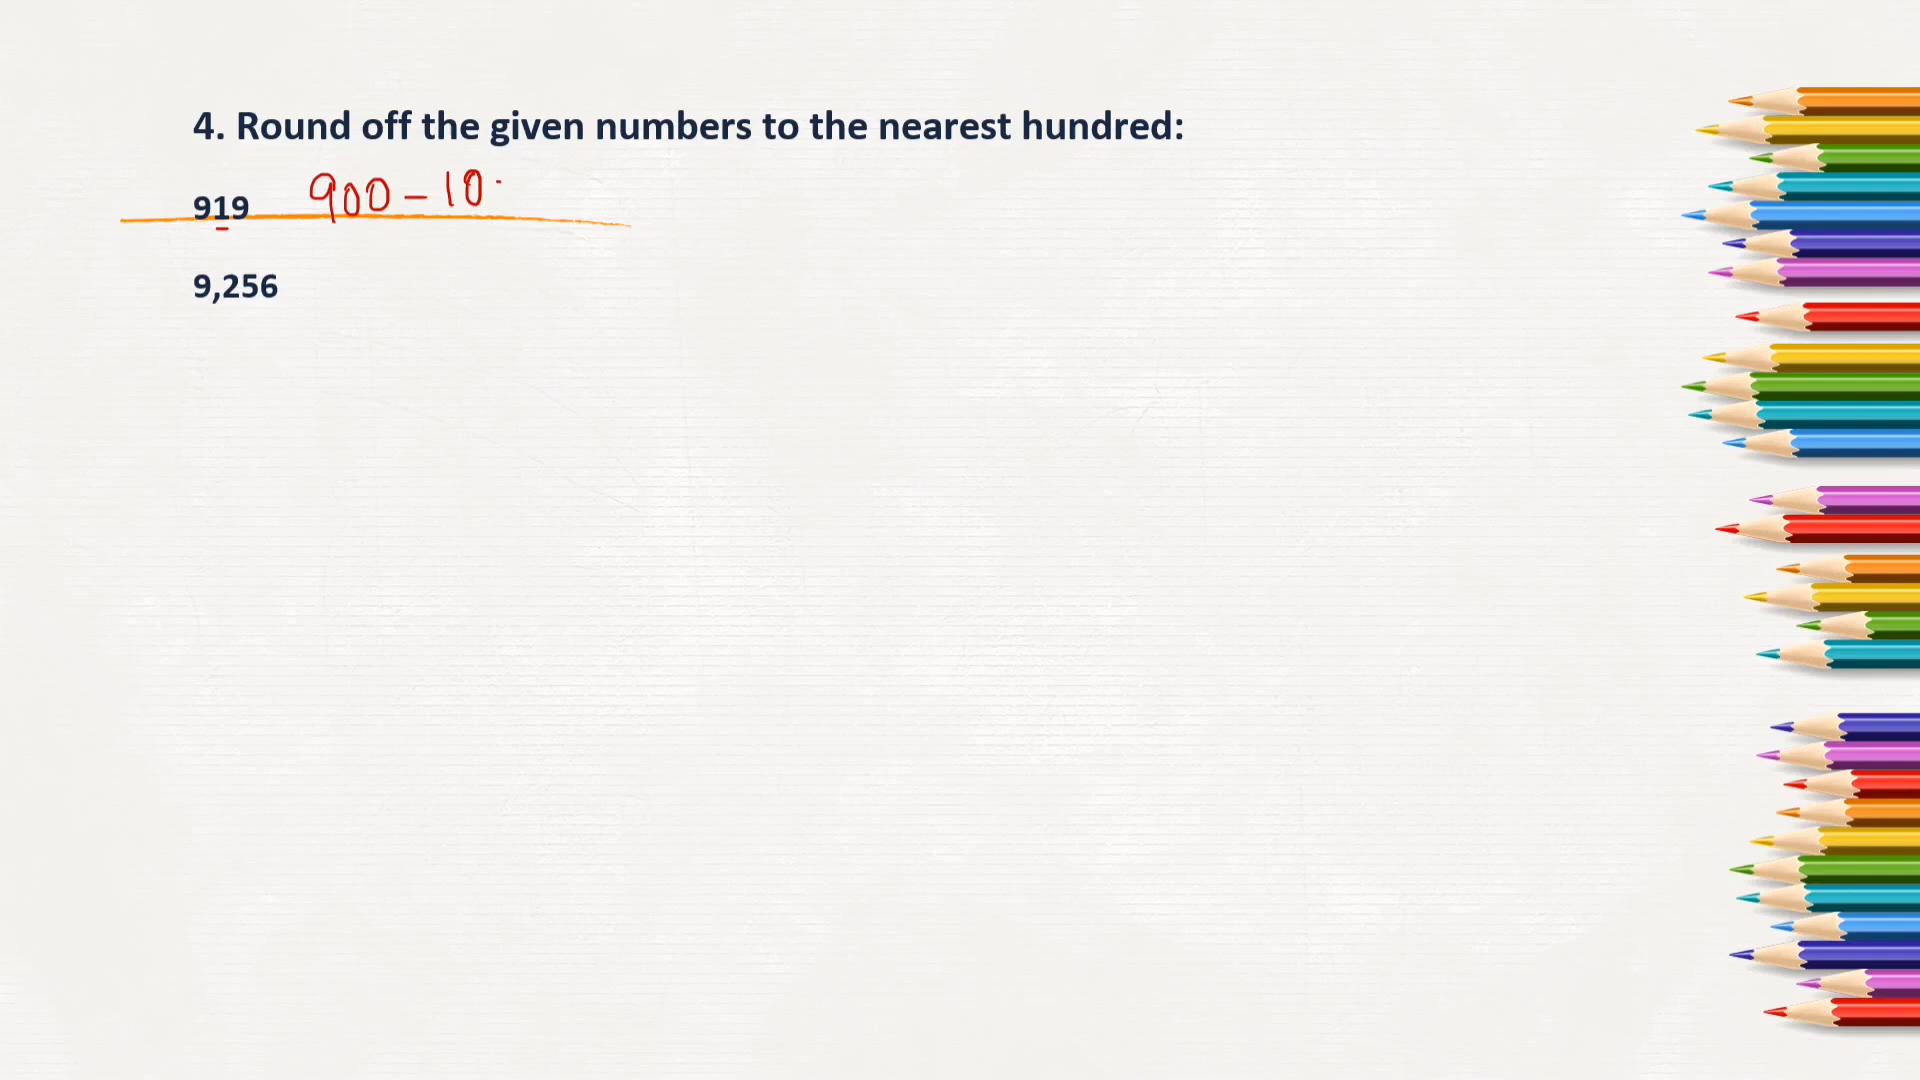 4. Round off the given numbers to the nearest hundred:
919 900 - 10
9,256